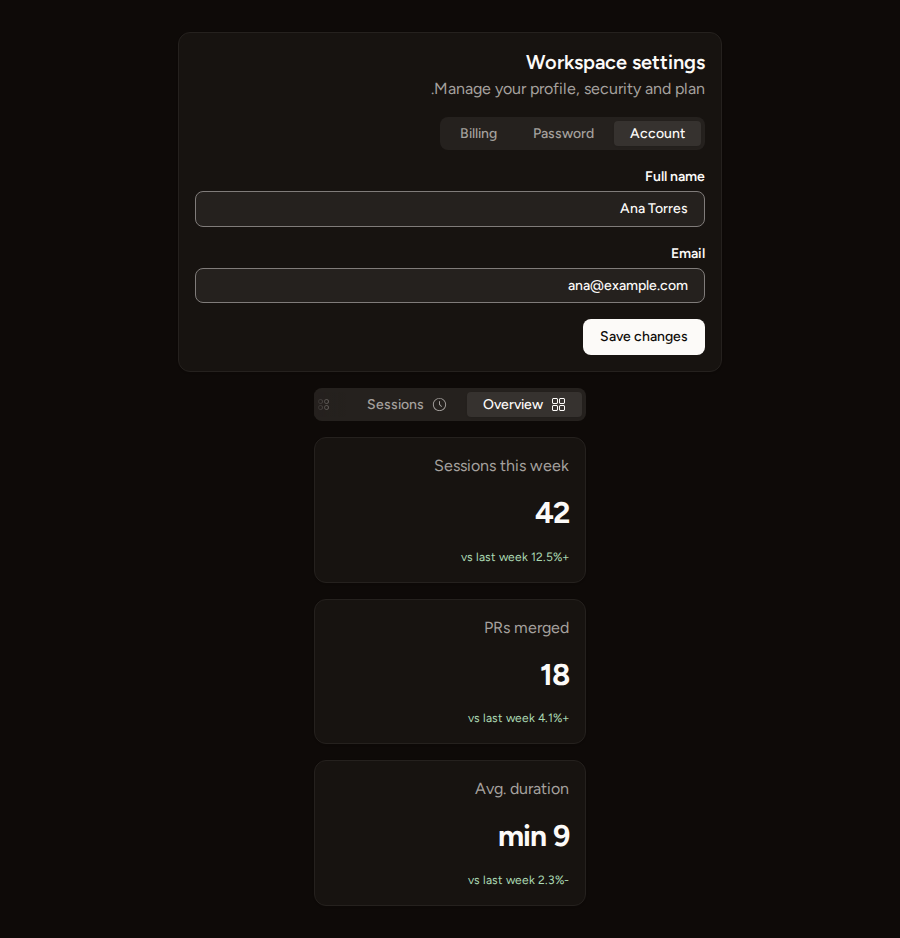 Workspace settings
.Manage your profile, security and plan
Account
Password
Billing
Full name
Ana Torres
Email
ana@example.com
Save changes
Overview
Sessions
Sessions this week
42
vs last week 12.5%+
PRs merged
18
vs last week 4.1%+
Avg. duration
min 9
vs last week 2.3%-